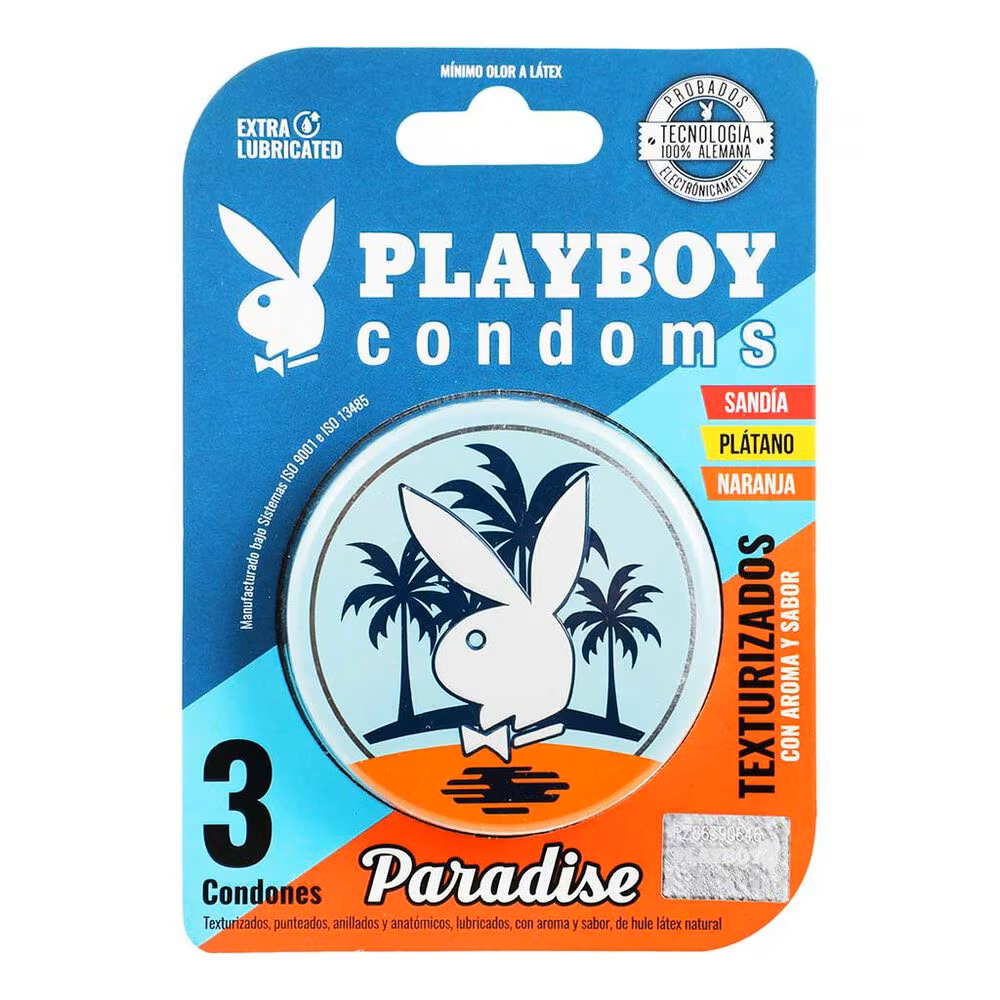 MÍNIMO OLOR A LÁTEX
EXTRA
LUBRICATED
PROBADOS
TECNOLOGIA
100% ALEMANA
ELECTRÓNICAMENTE
PLAYBOY
condoms
SANDÍA
PLÁTANO
NARANJA
Manufacturado bajo Sistemas ISO 9001 e ISO 13485
TEXTURIZADOS
CON AROMA Y SABOR
3
Condones
Paradise
Texturizados, punteados, anillados y anatómicos, lubricados, con aroma y sabor, de hule látex natural